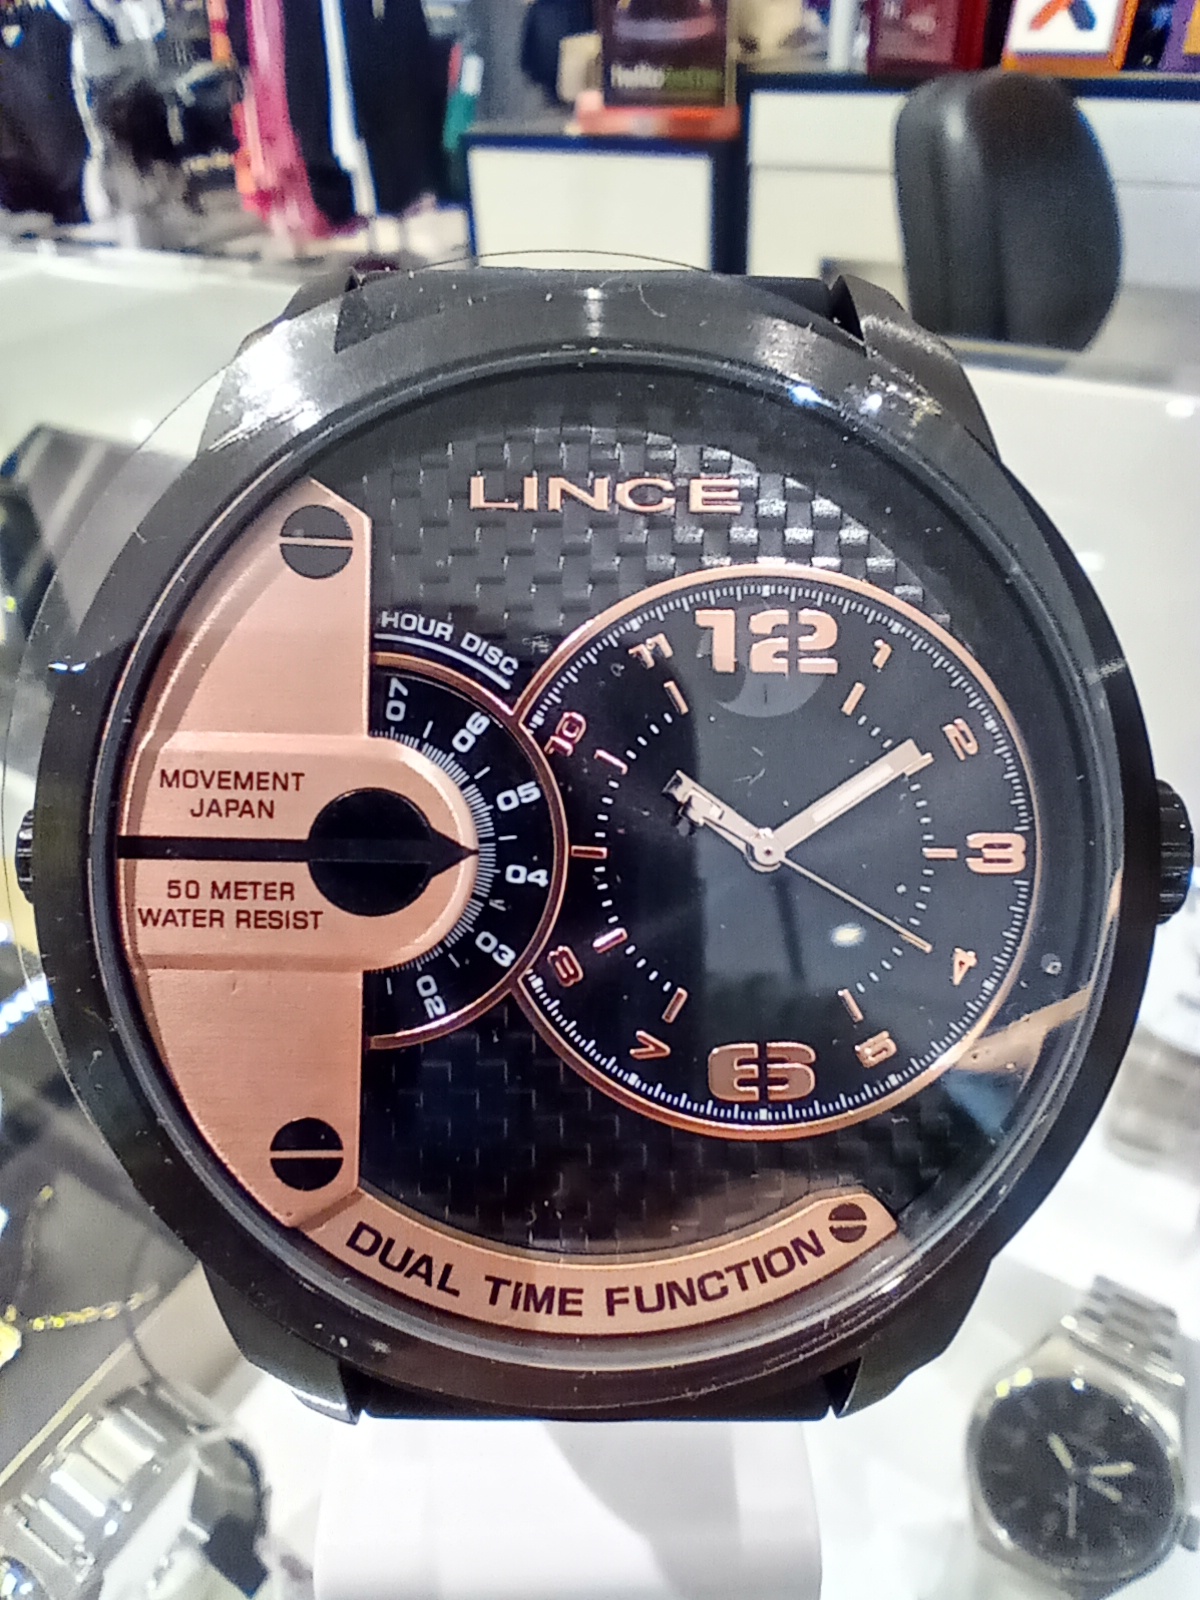 LINCE
HOUR DISC
07
06
05
04
03
02
MOVEMENT
JAPAN
50 METER
WATER RESIST
12
1
2
3
4
5
6
7
8
10
11
DUAL TIME FUNCTION